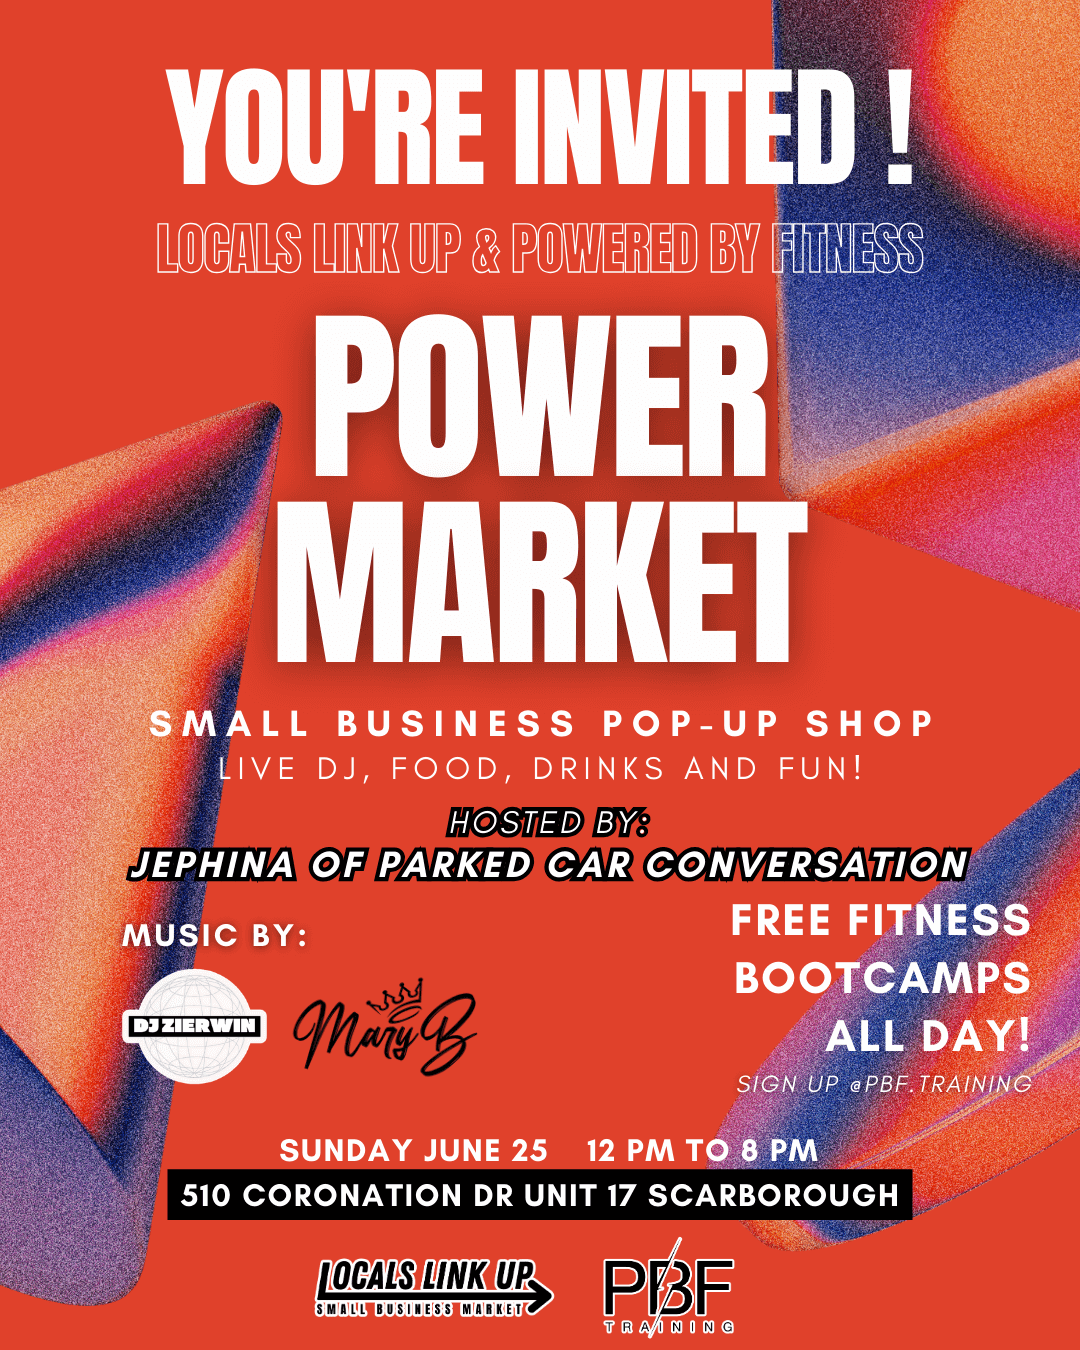 YOU'RE INVITED !
LOCALS LINK UP & POWERED BY FITNESS
POWER
MARKET
SMALL BUSINESS POP-UP SHOP
LIVE DJ, FOOD, DRINKS AND FUN!
HOSTED BY:
JEPHINA OF PARKED CAR CONVERSATION
MUSIC BY:
DJ ZIERWIN
Mary B
FREE FITNESS
BOOTCAMPS
ALL DAY!
SIGN UP @PBF.TRAINING
SUNDAY JUNE 25 12 PM TO 8 PM
510 CORONATION DR UNIT 17 SCARBOROUGH
LOCALS LINK UP
SMALL BUSINESS MARKET
PBF
TRAINING